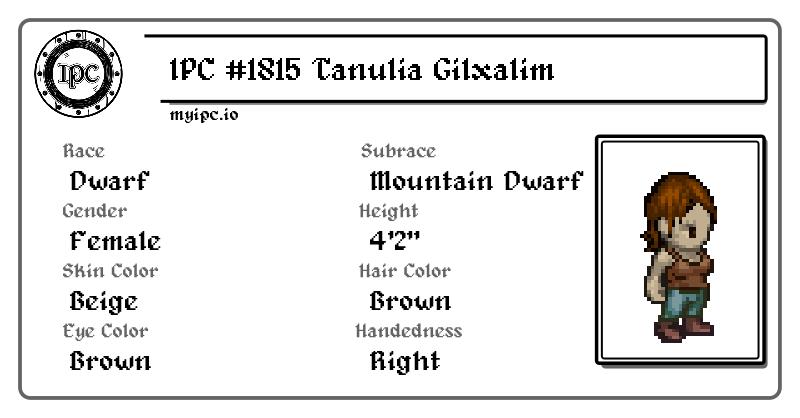 IPC
IPC #1815 Tanulia Gilxalim
myipc.io
Race
Subrace
Dwarf
Mountain Dwarf
Gender
Height
Female
4'2"
Skin Color
Hair Color
Beige
Brown
Eye Color
Handedness
Brown
Right